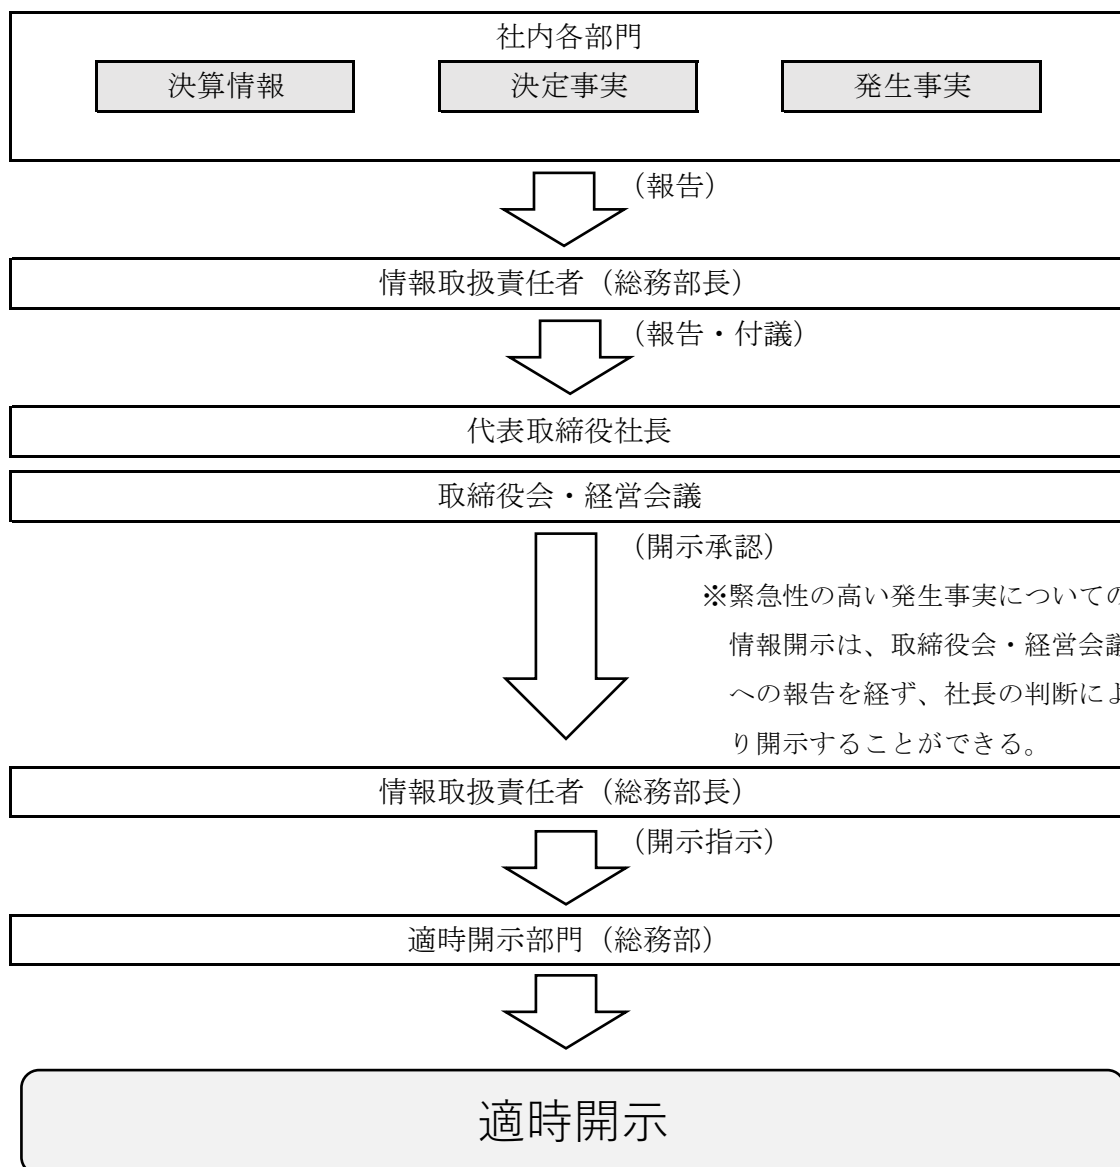 社内各部門
決算情報
決定事実
発生事実
（報告）
情報取扱責任者（総務部長）
（報告・付議）
代表取締役社長
取締役会・経営会議
（開示承認）
※緊急性の高い発生事実についての
情報開示は、取締役会・経営会議
への報告を経ず、社長の判断によ
り開示することができる。
情報取扱責任者（総務部長）
（開示指示）
適時開示部門（総務部）
適時開示